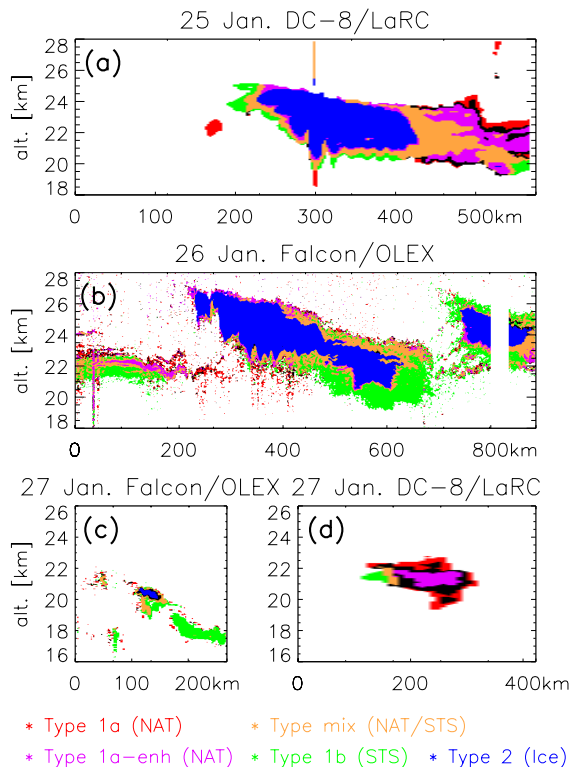 25 Jan. DC-8/LaRC
(a)
alt. [km]
28
26
24
22
20
18
0 100 200 300 400 500km
26 Jan. Falcon/OLEX
(b)
alt. [km]
28
26
24
22
20
18
0 200 400 600 800km
27 Jan. Falcon/OLEX 27 Jan. DC-8/LaRC
(c)
alt. [km]
26
24
22
20
18
16
0 100 200km
(d)
26
24
22
20
18
16
0 200 400km
* Type 1a (NAT) * Type mix (NAT/STS)
* Type 1a-enh (NAT) * Type 1b (STS) * Type 2 (Ice)